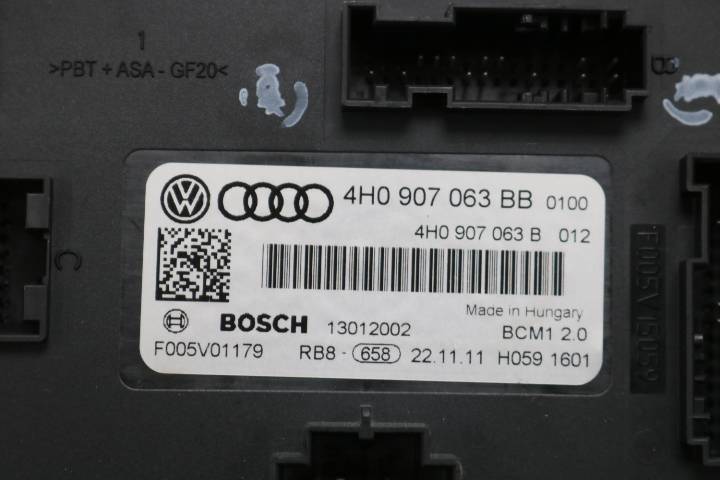 1
>PBT + ASA - GF20<
B
C
4H0 907 063 BB 0100
4H0 907 063 B 012
Made in Hungary
BOSCH 13012002 BCM1 2.0
F005V01179 RB8 - 658 22.11.11 H059 1601
F005V15059